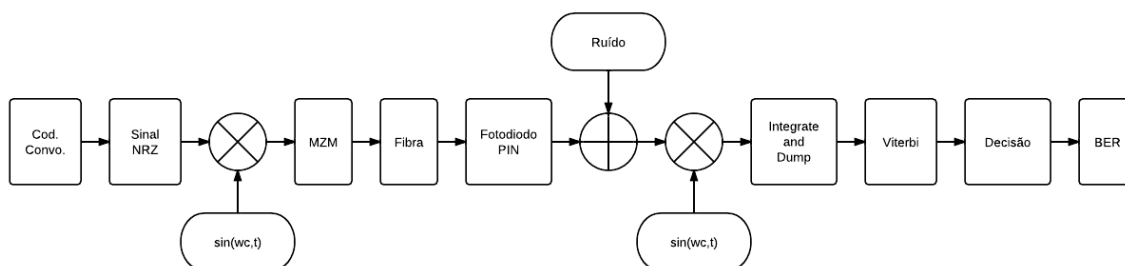 Ruído
Cod.
Convo.
Sinal
NRZ
MZM
Fibra
Fotodiodo
PIN
Integrate
and
Dump
Viterbi
Decisão
BER
sin(wc,t)
sin(wc,t)